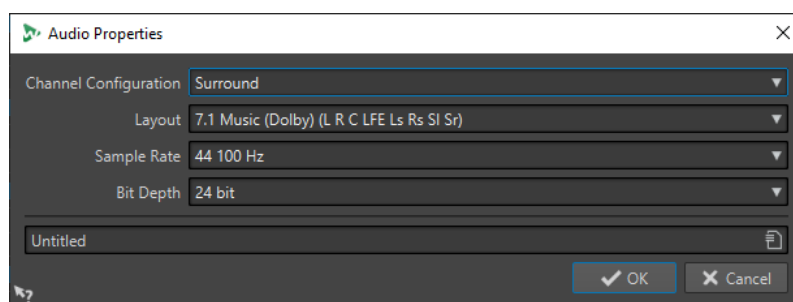 Audio Properties
Channel Configuration Surround
Layout 7.1 Music (Dolby) (L R C LFE Ls Rs Sl Sr)
Sample Rate 44 100 Hz
Bit Depth 24 bit
Untitled
OK Cancel